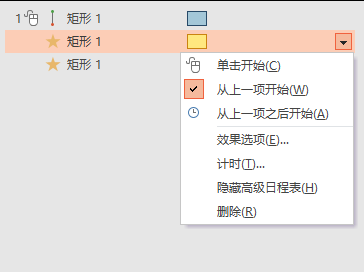 1 矩形 1
矩形 1
矩形 1
单击开始(C)
从上一项开始(W)
从上一项之后开始(A)
效果选项(E)...
计时(T)...
隐藏高级日程表(H)
删除(R)